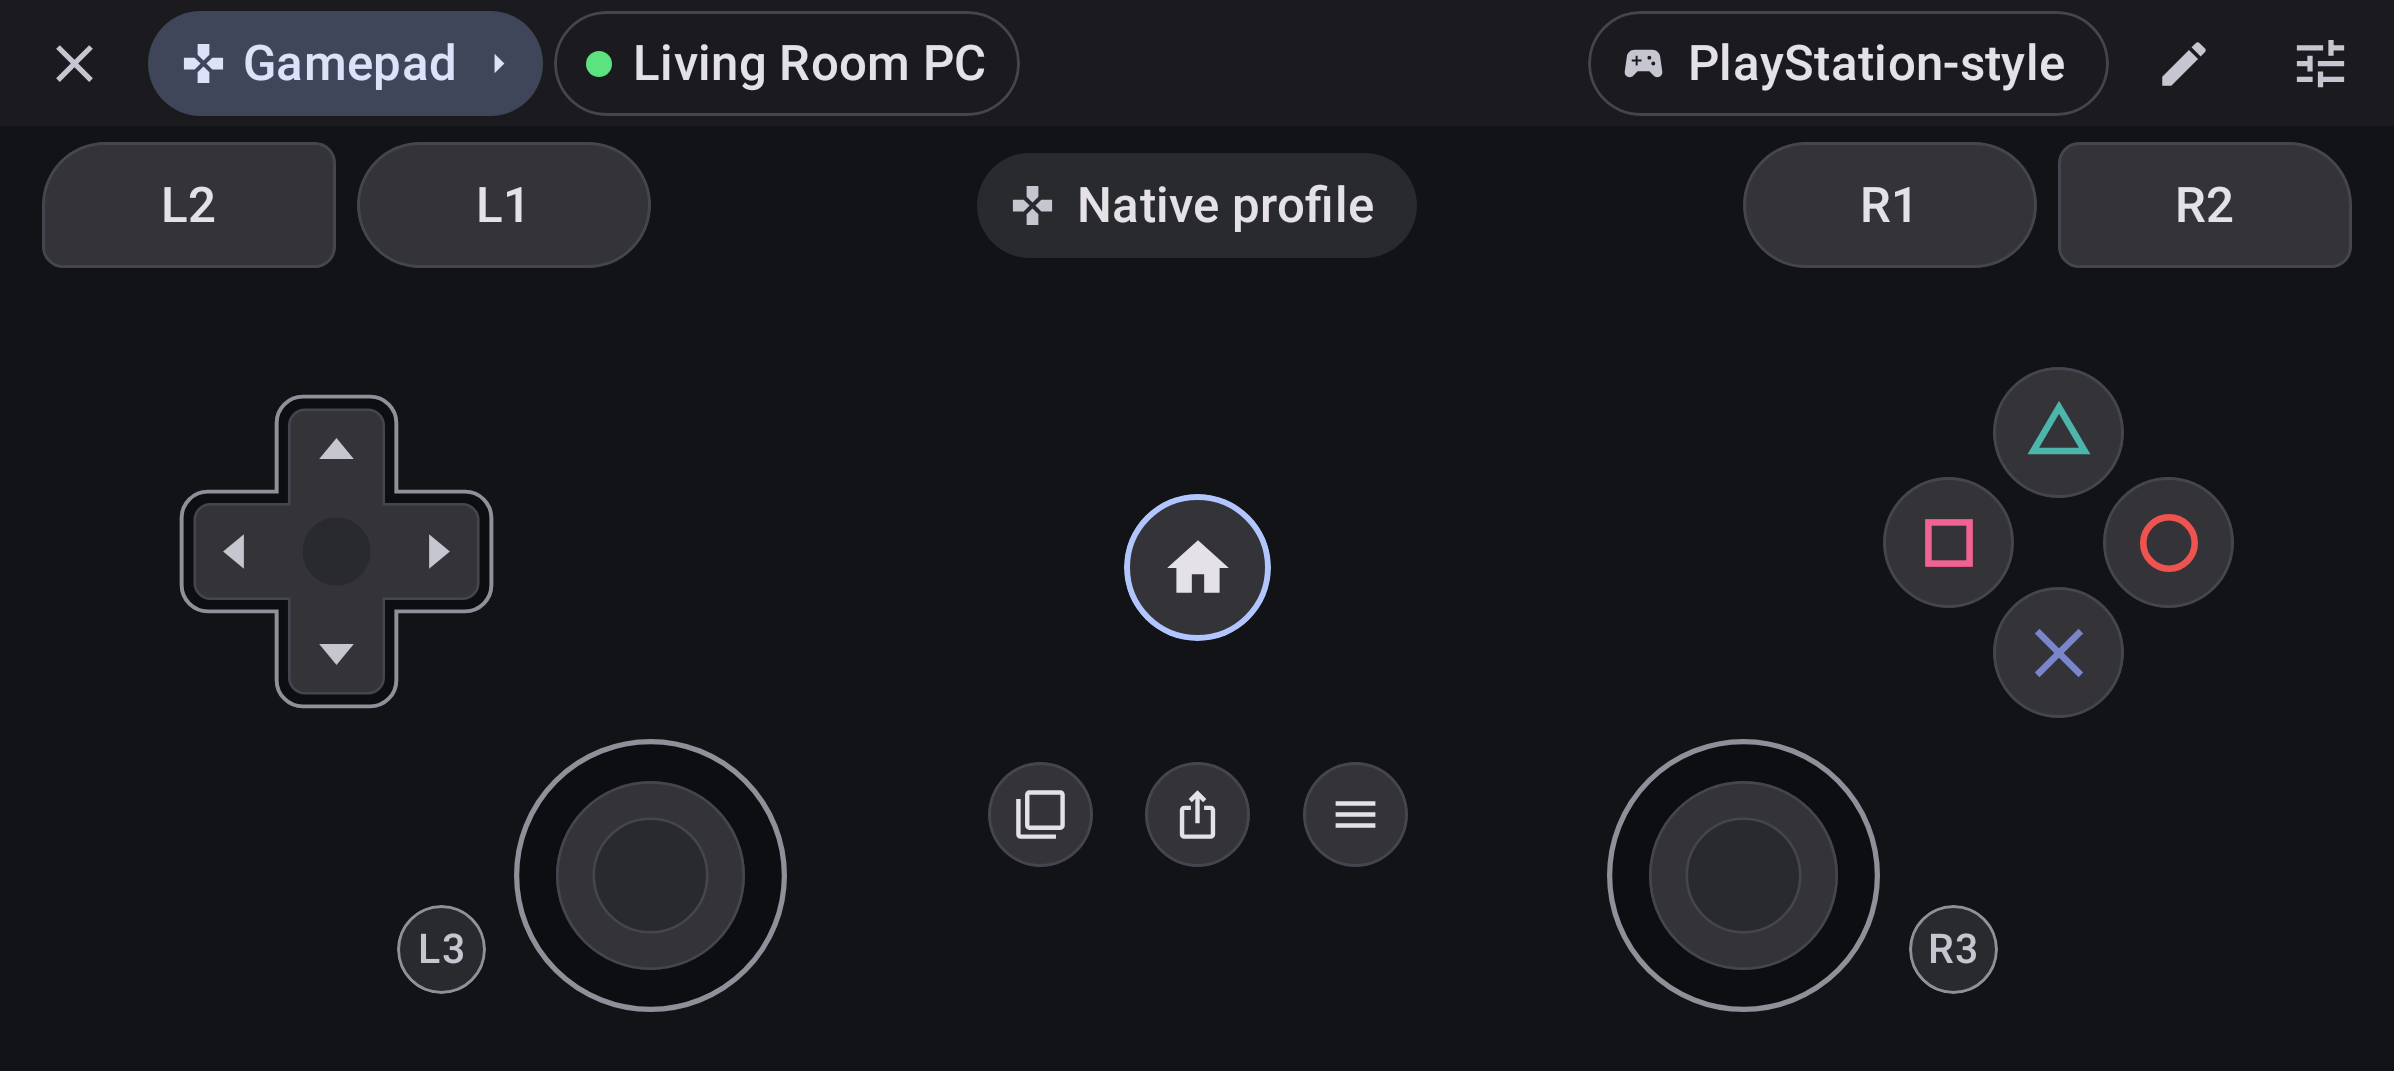 Gamepad
Living Room PC
PlayStation-style
L2
L1
Native profile
R1
R2
L3
R3